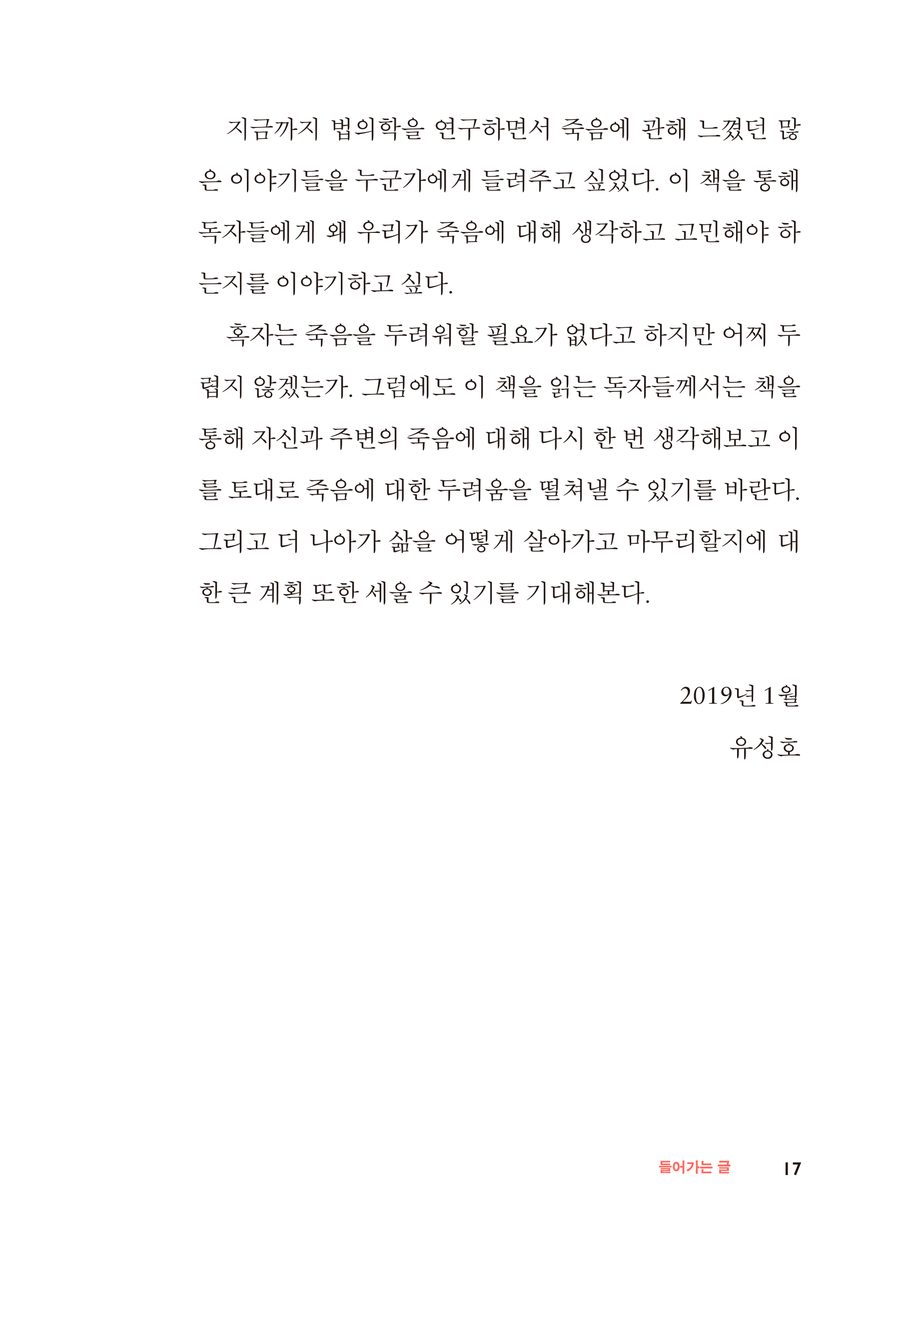 지금까지 법의학을 연구하면서 죽음에 관해 느꼈던 많
은 이야기들을 누군가에게 들려주고 싶었다. 이 책을 통해
독자들에게 왜 우리가 죽음에 대해 생각하고 고민해야 하
는지를 이야기하고 싶다.
혹자는 죽음을 두려워할 필요가 없다고 하지만 어찌 두
렵지 않겠는가. 그럼에도 이 책을 읽는 독자들께서는 책을
통해 자신과 주변의 죽음에 대해 다시 한 번 생각해보고 이
를 토대로 죽음에 대한 두려움을 떨쳐낼 수 있기를 바란다.
그리고 더 나아가 삶을 어떻게 살아가고 마무리할지에 대
한 큰 계획 또한 세울 수 있기를 기대해본다.
2019년 1월
유성호
들어가는 글 17